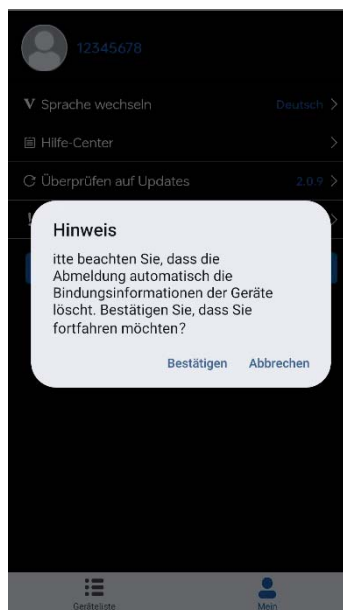 12345678
Sprache wechseln Deutsch >
Hilfe-Center >
Überprüfen auf Updates 2.0.9 >
Hinweis
itte beachten Sie, dass die
Abmeldung automatisch die
Bindungsinformationen der Geräte
löscht. Bestätigen Sie, dass Sie
fortfahren möchten?
Bestätigen Abbrechen
Geräteliste Mein